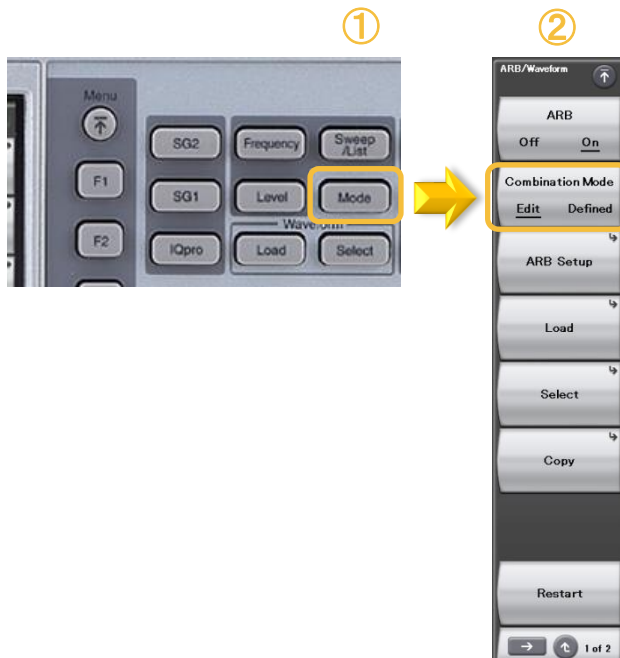 ①
②
Menu
F1
F2
SG2
Frequency
Sweep
/List
SG1
Level
Mode
Waveform
IQpro
Load
Select
ARB/Waveform
ARB
Off On
Combination Mode
Edit Defined
ARB Setup
Load
Select
Copy
Restart
1 of 2